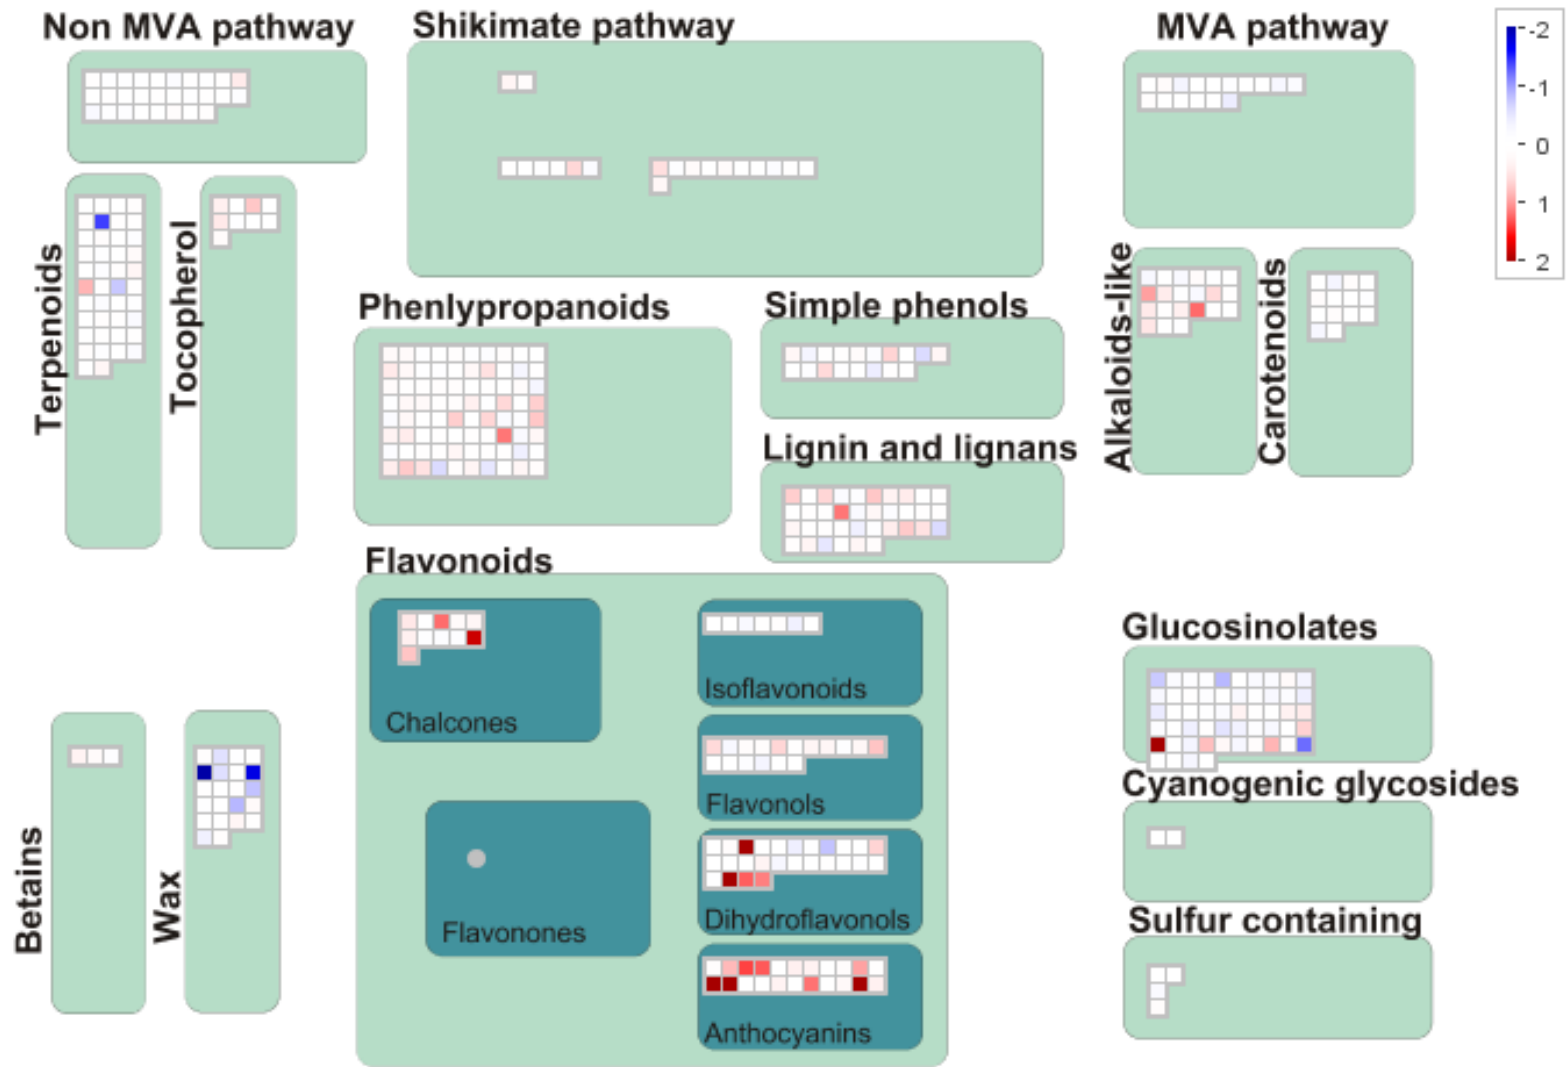 Non MVA pathway
Shikimate pathway
MVA pathway
-2
-1
0
1
2
Terpenoids
Tocopherol
Phenlypropanoids
Simple phenols
Alkaloids-like
Carotenoids
Lignin and lignans
Flavonoids
Chalcones
Isoflavonoids
Flavonols
Flavonones
Dihydroflavonols
Anthocyanins
Glucosinolates
Cyanogenic glycosides
Sulfur containing
Betains
Wax